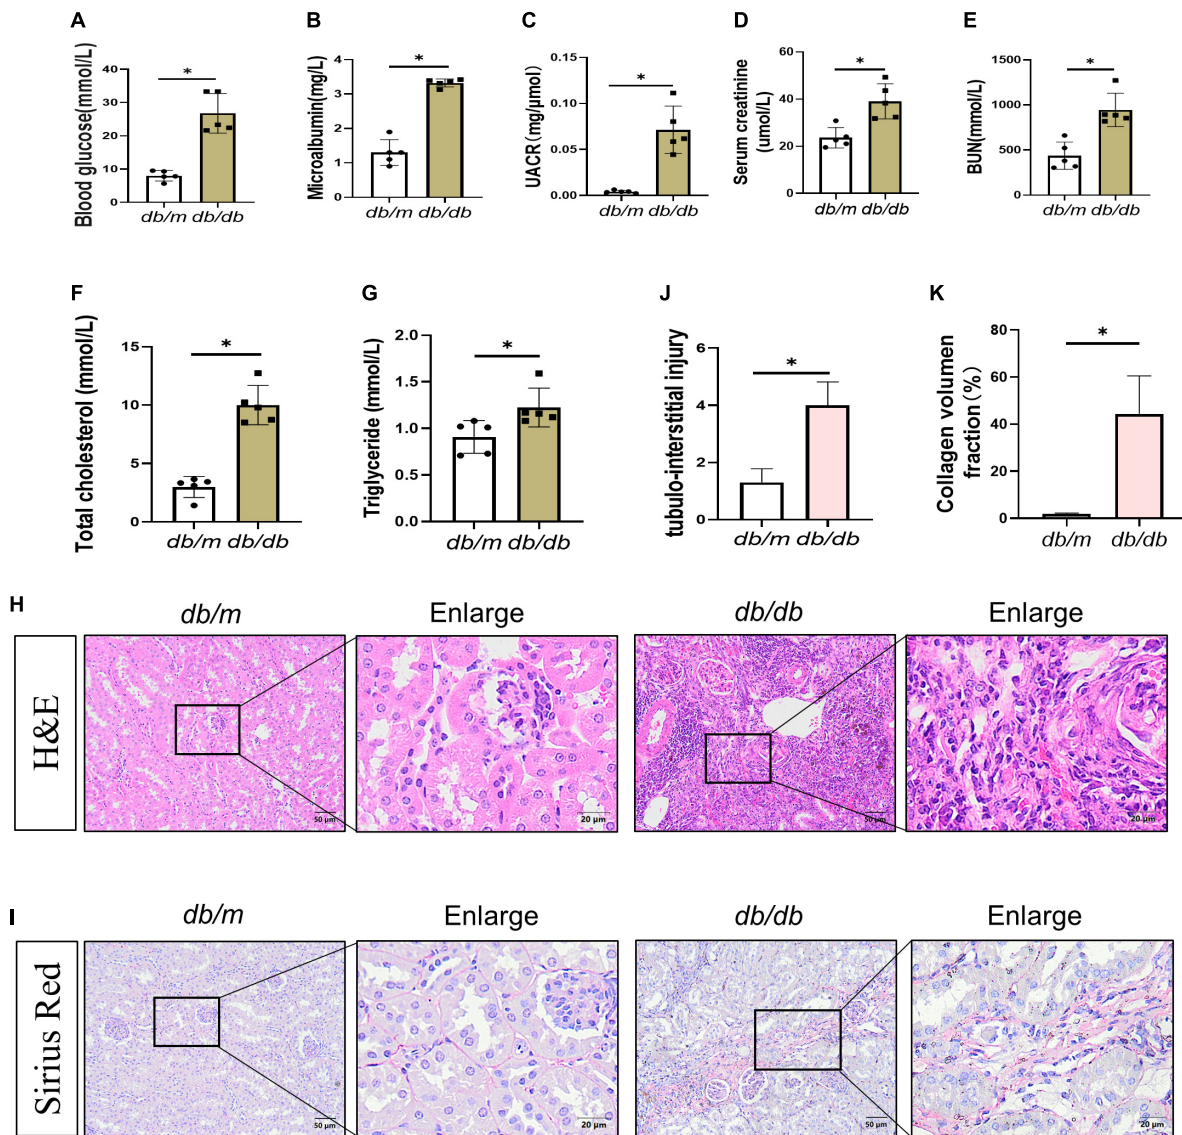 A
B
C
D
E
Blood glucose(mmol/L)
40
30
20
10
0
*
db/m db/db
Microalbumin(mg/L)
4
3
2
1
0
*
db/m db/db
UACR(mg/μmol)
0.15
0.10
0.05
0.00
*
db/m db/db
Serum creatinine
(umol/L)
60
40
20
0
*
db/m db/db
BUN(mmol/L)
1500
1000
500
0
*
db/m db/db
F
G
J
K
Total cholesterol (mmol/L)
15
10
5
0
*
db/m db/db
Triglyceride (mmol/L)
2.0
1.5
1.0
0.5
0.0
*
db/m db/db
tubulo-interstitial injury
6
4
2
0
*
db/m db/db
Collagen volumen
fraction(%)
80
60
40
20
0
*
db/m db/db
H
db/m Enlarge db/db Enlarge
H&E
50 μm
20 μm
50 μm
20 μm
I
db/m Enlarge db/db Enlarge
Sirius Red
50 μm
20 μm
50 μm
20 μm